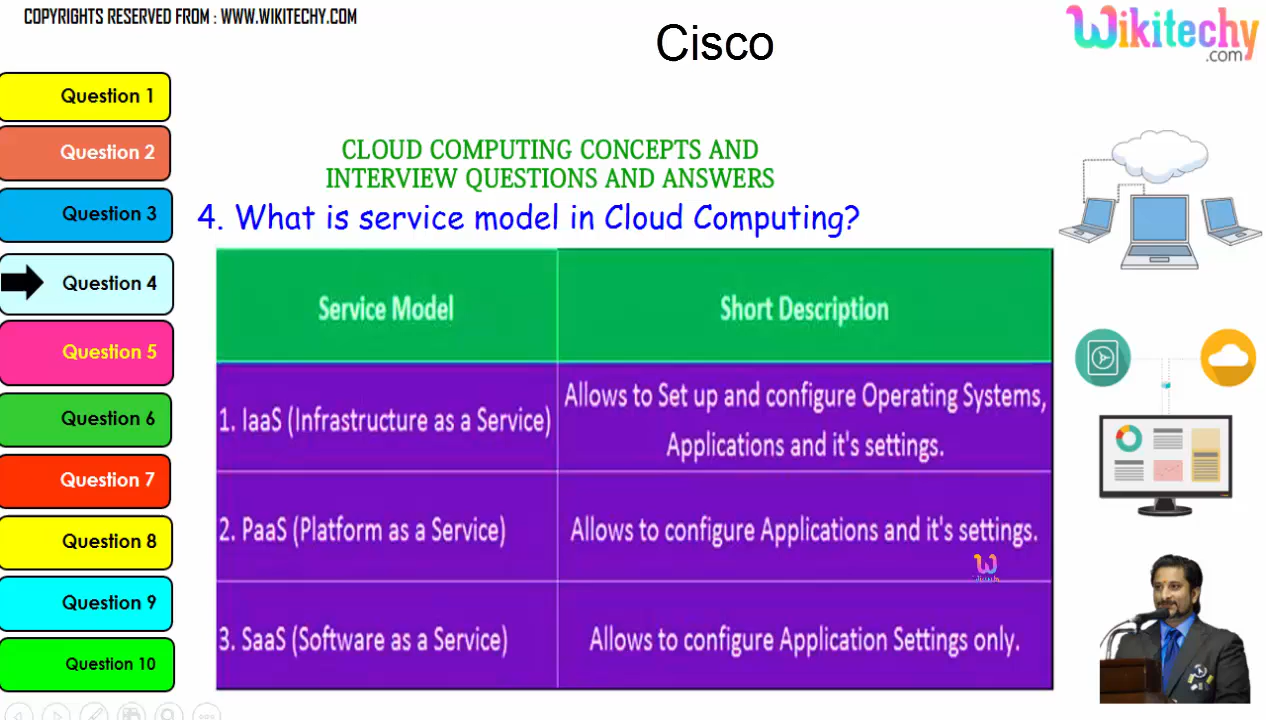 COPYRIGHTS RESERVED FROM : WWW.WIKITECHY.COM
Cisco
Wikitechy
.com
Question 1
Question 2
Question 3
Question 4
Question 5
Question 6
Question 7
Question 8
Question 9
Question 10
CLOUD COMPUTING CONCEPTS AND
INTERVIEW QUESTIONS AND ANSWERS
4. What is service model in Cloud Computing?
Service Model
Short Description
1. IaaS (Infrastructure as a Service)
Allows to Set up and configure Operating Systems,
Applications and it's settings.
2. PaaS (Platform as a Service)
Allows to configure Applications and it's settings.
3. SaaS (Software as a Service)
Allows to configure Application Settings only.